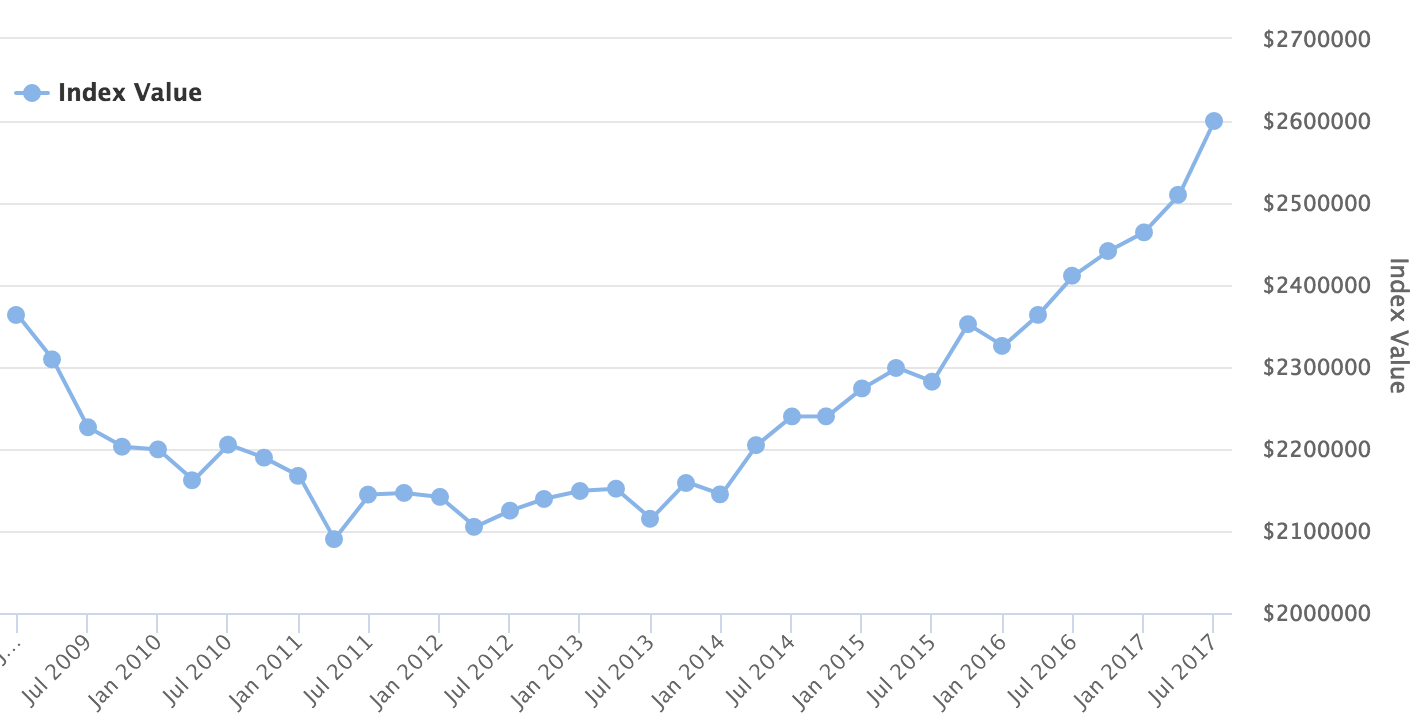 Index Value
$2700000
$2600000
$2500000
$2400000
$2300000
$2200000
$2100000
$2000000
Index Value
J...
Jul 2009
Jan 2010
Jul 2010
Jan 2011
Jul 2011
Jan 2012
Jul 2012
Jan 2013
Jul 2013
Jan 2014
Jul 2014
Jan 2015
Jul 2015
Jan 2016
Jul 2016
Jan 2017
Jul 2017